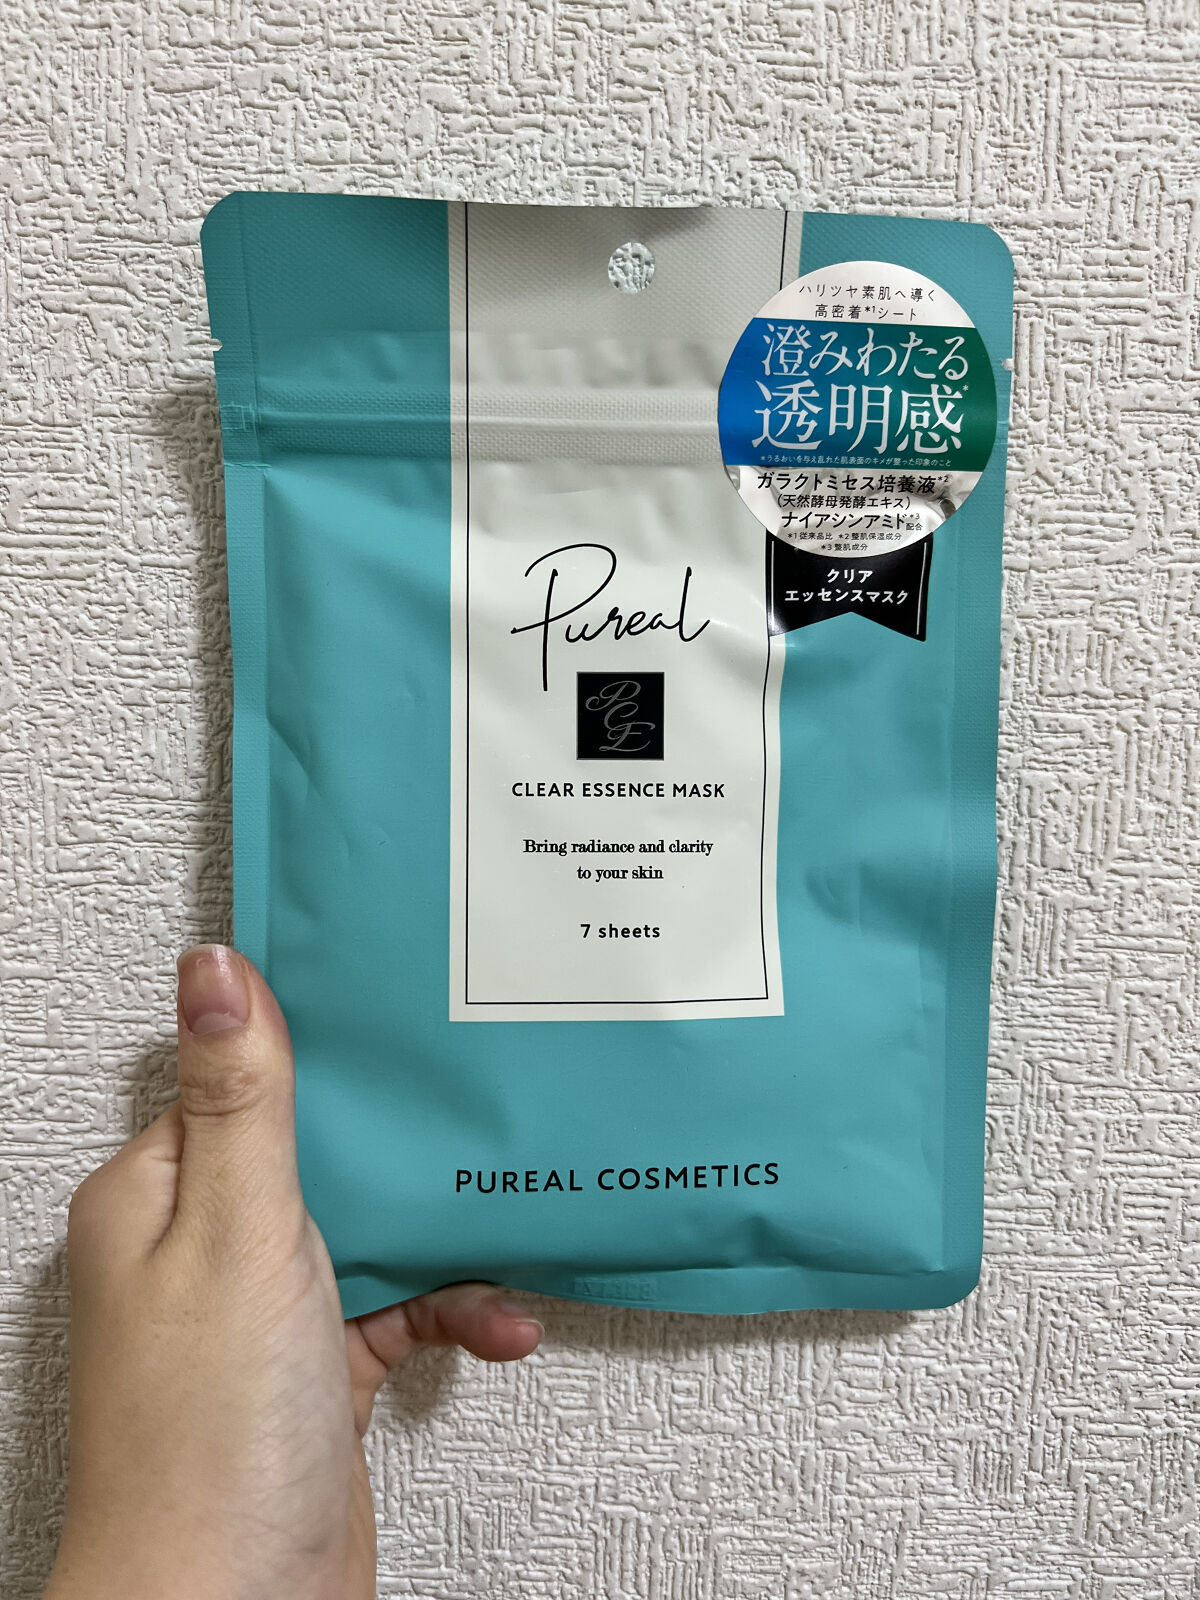 ハリツヤ素肌へ導く
高密着*1シート
澄みわたる
透明感*
*うるおいを与え乱れた肌表面のキメが整った印象のこと
ガラクトミセス培養液*2
(天然酵母発酵エキス)
ナイアシンアミド*3配合
*1 従来品比 *2 整肌保湿成分
*3 整肌成分
クリア
エッセンスマスク
Pureal
PGE
CLEAR ESSENCE MASK
Bring radiance and clarity
to your skin
7 sheets
PUREAL COSMETICS